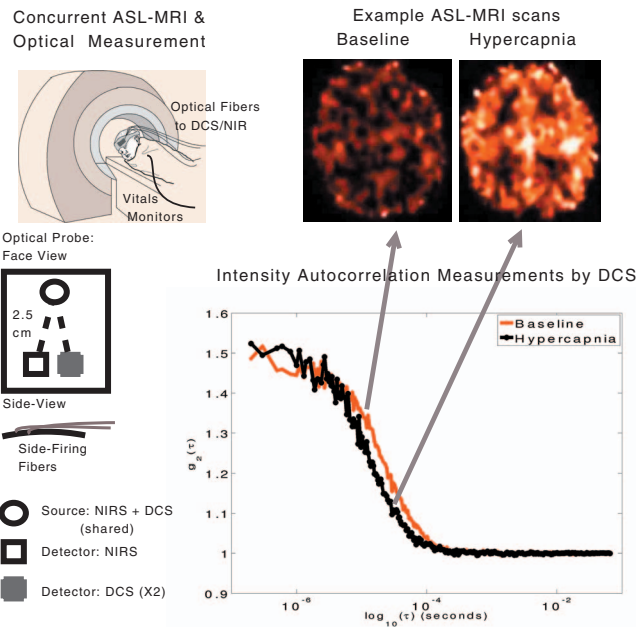 Concurrent ASL-MRI &
Optical Measurement
Example ASL-MRI scans
Baseline
Hypercapnia
Optical Fibers
to DCS/NIR
Vitals
Monitors
Optical Probe:
Face View
2.5
cm
Side-View
Side-Firing
Fibers
Source: NIRS + DCS
(shared)
Detector: NIRS
Detector: DCS (X2)
Intensity Autocorrelation Measurements by DCS
Baseline
Hypercapnia
1.6
1.5
1.4
1.3
1.2
1.1
1
0.9
g₂(τ)
10⁻⁶
10⁻⁴
10⁻²
log₁₀(τ) (seconds)